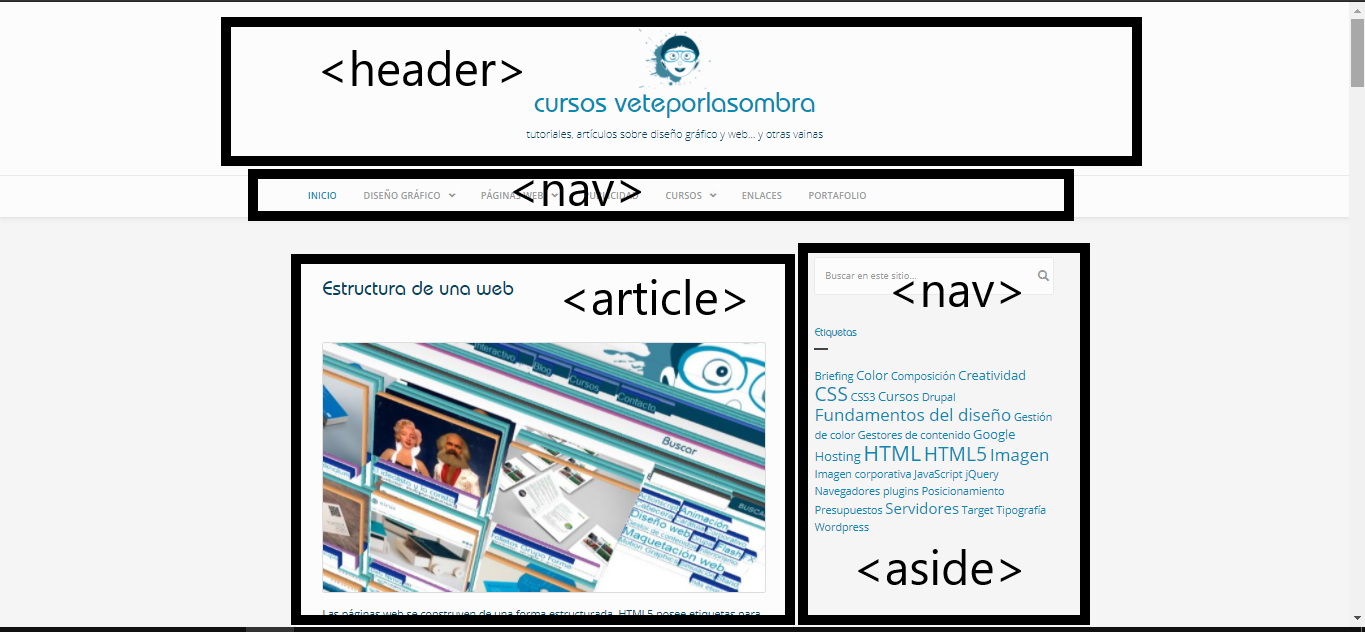 <header>
cursos veteporlasombra
tutoriales, artículos sobre diseño gráfico y web... y otras vainas
<nav>
INICIO DISEÑO GRÁFICO PÁGINAS WEB PUBLICIDAD CURSOS ENLACES PORTAFOLIO
Estructura de una web
<article>
Interactivo
Blog
Cursos
Contacto
Buscar
BUSCAR
Animación
Diseño web
Flash
Maquetación web
Motion Graphics
Las páginas web se construyen de una forma estructurada. HTML5 posee etiquetas para
Buscar en este sitio...
<nav>
Etiquetas
Briefing Color Composición Creatividad
CSS CSS3 Cursos Drupal
Fundamentos del diseño Gestión
de color Gestores de contenido Google
Hosting HTML HTML5 Imagen
Imagen corporativa JavaScript jQuery
Navegadores plugins Posicionamiento
Presupuestos Servidores Target Tipografía
Wordpress
<aside>